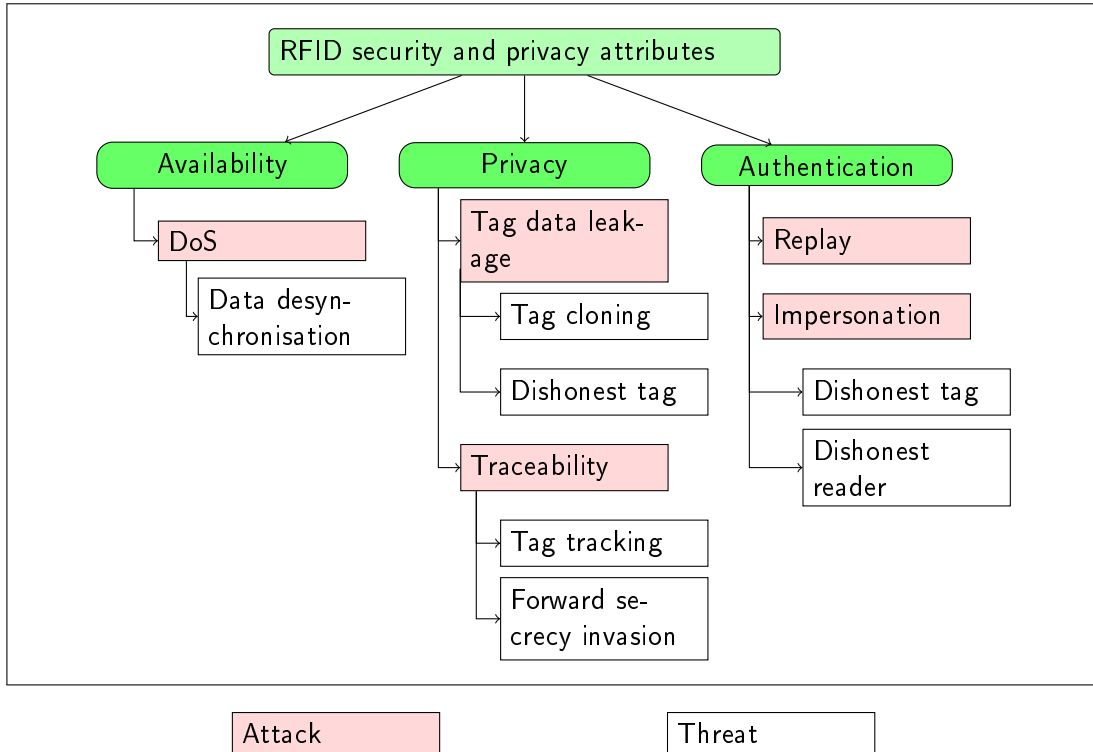 RFID security and privacy attributes
Availability
Privacy
Authentication
DoS
Data desyn-
chronisation
Tag data leak-
age
Tag cloning
Dishonest tag
Traceability
Tag tracking
Forward se-
crecy invasion
Replay
Impersonation
Dishonest tag
Dishonest
reader
Attack
Threat